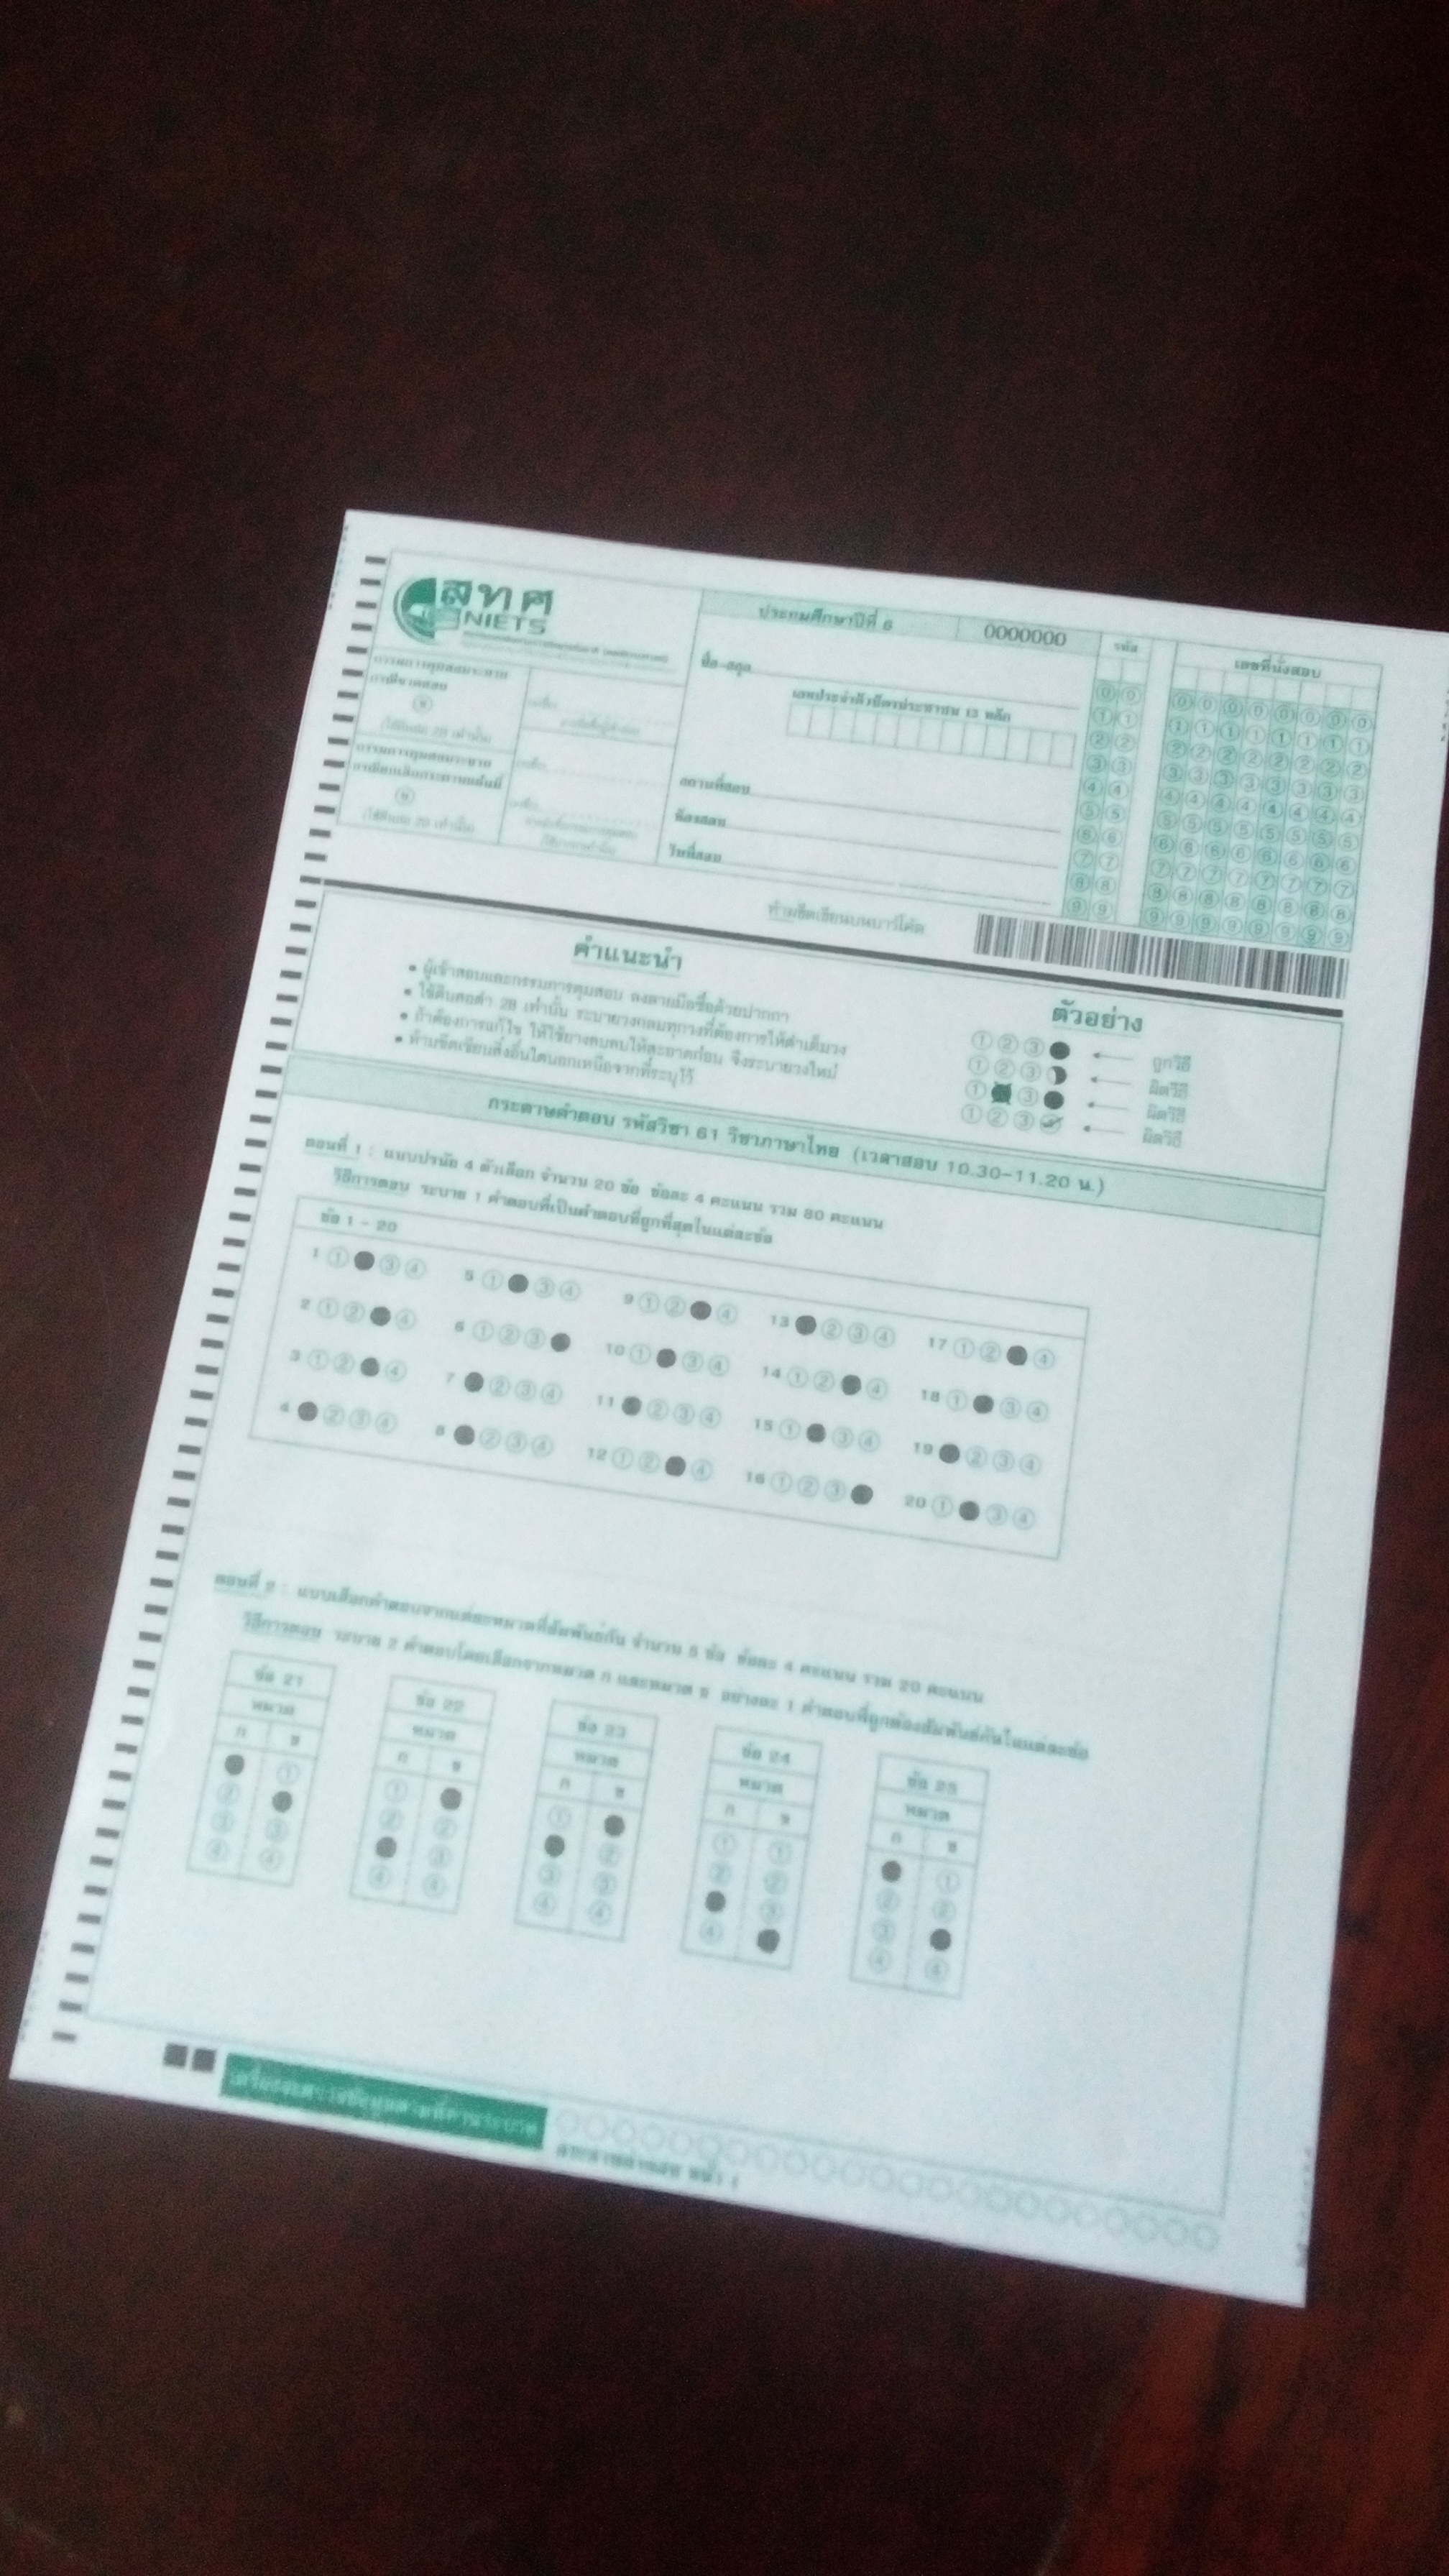 สทศ
NIETS
ประถมศึกษาปีที่ 6
0000000
รหัส
เลขที่นั่งสอบ
ชื่อ-สกุล
เลขประจำตัวบัตรประชาชน 13 หลัก
สถานที่สอบ
ห้องสอบ
วันที่สอบ
กรรมการคุมสอบระบาย
กรณีขาดสอบ
(ใช้ดินสอ 2B เท่านั้น)
กรรมการคุมสอบระบาย
(ใช้ดินสอ 2B เท่านั้น)
ห้ามขีดเขียนบนบาร์โค้ด
คำแนะนำ
• ผู้เข้าสอบและกรรมการคุมสอบ ลงลายมือชื่อด้วยปากกา
• ใช้ดินสอดำ 2B เท่านั้น ระบายวงกลมทุกวงที่ต้องการให้ดำเต็มวง
• ถ้าต้องการแก้ไข ให้ใช้ยางลบลบให้สะอาดก่อน จึงระบายวงใหม่
• ห้ามขีดเขียนสิ่งอื่นใดนอกเหนือจากที่ระบุไว้
ตัวอย่าง
① ② ③ ถูกวิธี
① ② ③ ผิดวิธี
① ③ ผิดวิธี
① ② ③ ④ ผิดวิธี
กระดาษคำตอบ รหัสวิชา 61 วิชาภาษาไทย (เวลาสอบ 10.30-11.20 น.)
ตอนที่ 1 : แบบปรนัย 4 ตัวเลือก จำนวน 20 ข้อ ข้อละ 4 คะแนน รวม 80 คะแนน
วิธีการตอบ ระบาย 1 คำตอบที่เป็นคำตอบที่ถูกที่สุดในแต่ละข้อ
ข้อ 1 - 20
1 ① ③ ④ 5 ① ③ ④ 9 ① ② ④ 13 ② ③ ④ 17 ① ② ④
2 ① ② ④ 6 ① ② ③ 10 ① ③ ④ 14 ① ② ④ 18 ① ③ ④
3 ① ② ④ 7 ② ③ ④ 11 ② ③ ④ 15 ① ③ ④ 19 ② ③ ④
4 ② ③ ④ 8 ② ③ ④ 12 ① ② ④ 16 ① ② ③ 20 ① ③ ④
ตอนที่ 2 : แบบเลือกคำตอบจากแต่ละหมวดที่สัมพันธ์กัน จำนวน 5 ข้อ ข้อละ 4 คะแนน รวม 20 คะแนน
วิธีการตอบ ระบาย 2 คำตอบโดยเลือกจากหมวด ก และหมวด ข อย่างละ 1 คำตอบที่ถูกต้องสัมพันธ์กันในแต่ละข้อ
ข้อ 21 ข้อ 22 ข้อ 23 ข้อ 24 ข้อ 25
หมวด หมวด หมวด หมวด หมวด
ก ข ก ข ก ข ก ข ก ข
① ① ① ① ① ①
② ② ② ② ② ② ②
③ ③ ③ ③ ③ ③ ③
④ ④ ④ ④ ④ ④ ④ ④ ④